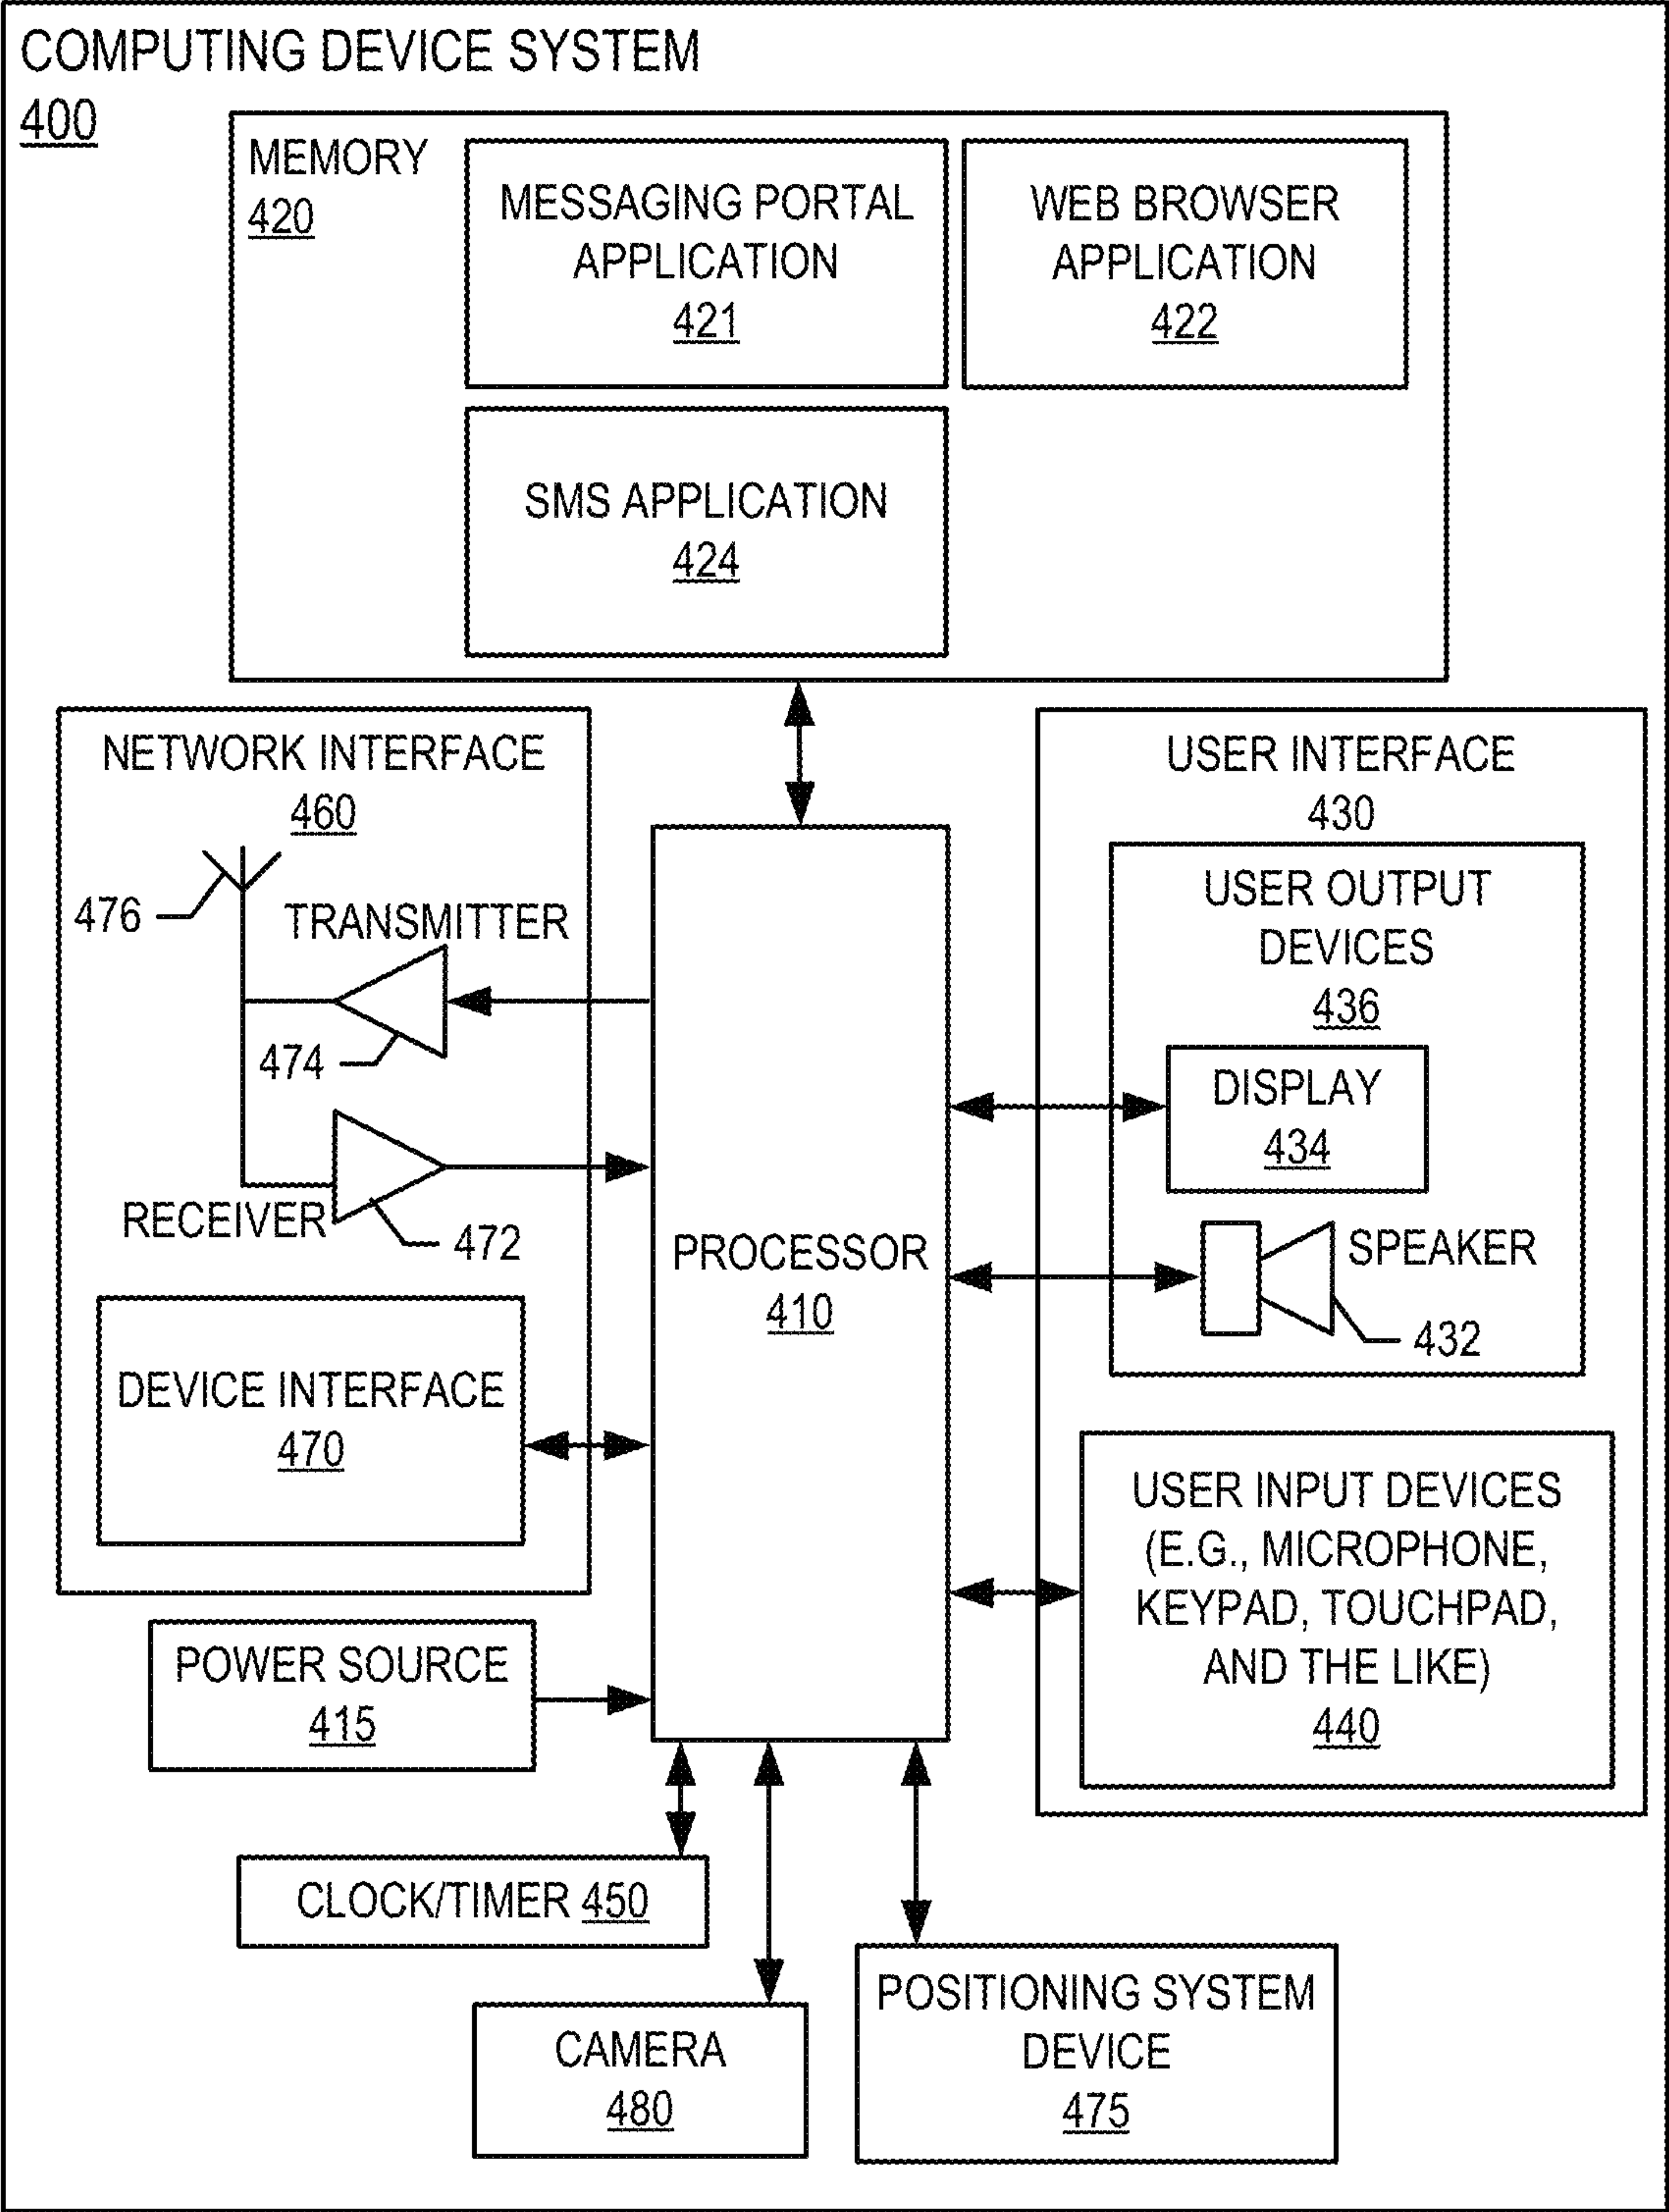 COMPUTING DEVICE SYSTEM
400
MEMORY
420
MESSAGING PORTAL
APPLICATION
421
WEB BROWSER
APPLICATION
422
SMS APPLICATION
424
NETWORK INTERFACE
460
476
TRANSMITTER
474
RECEIVER
472
DEVICE INTERFACE
470
PROCESSOR
410
USER INTERFACE
430
USER OUTPUT
DEVICES
436
DISPLAY
434
SPEAKER
432
USER INPUT DEVICES
(E.G., MICROPHONE,
KEYPAD, TOUCHPAD,
AND THE LIKE)
440
POWER SOURCE
415
CLOCK/TIMER 450
CAMERA
480
POSITIONING SYSTEM
DEVICE
475